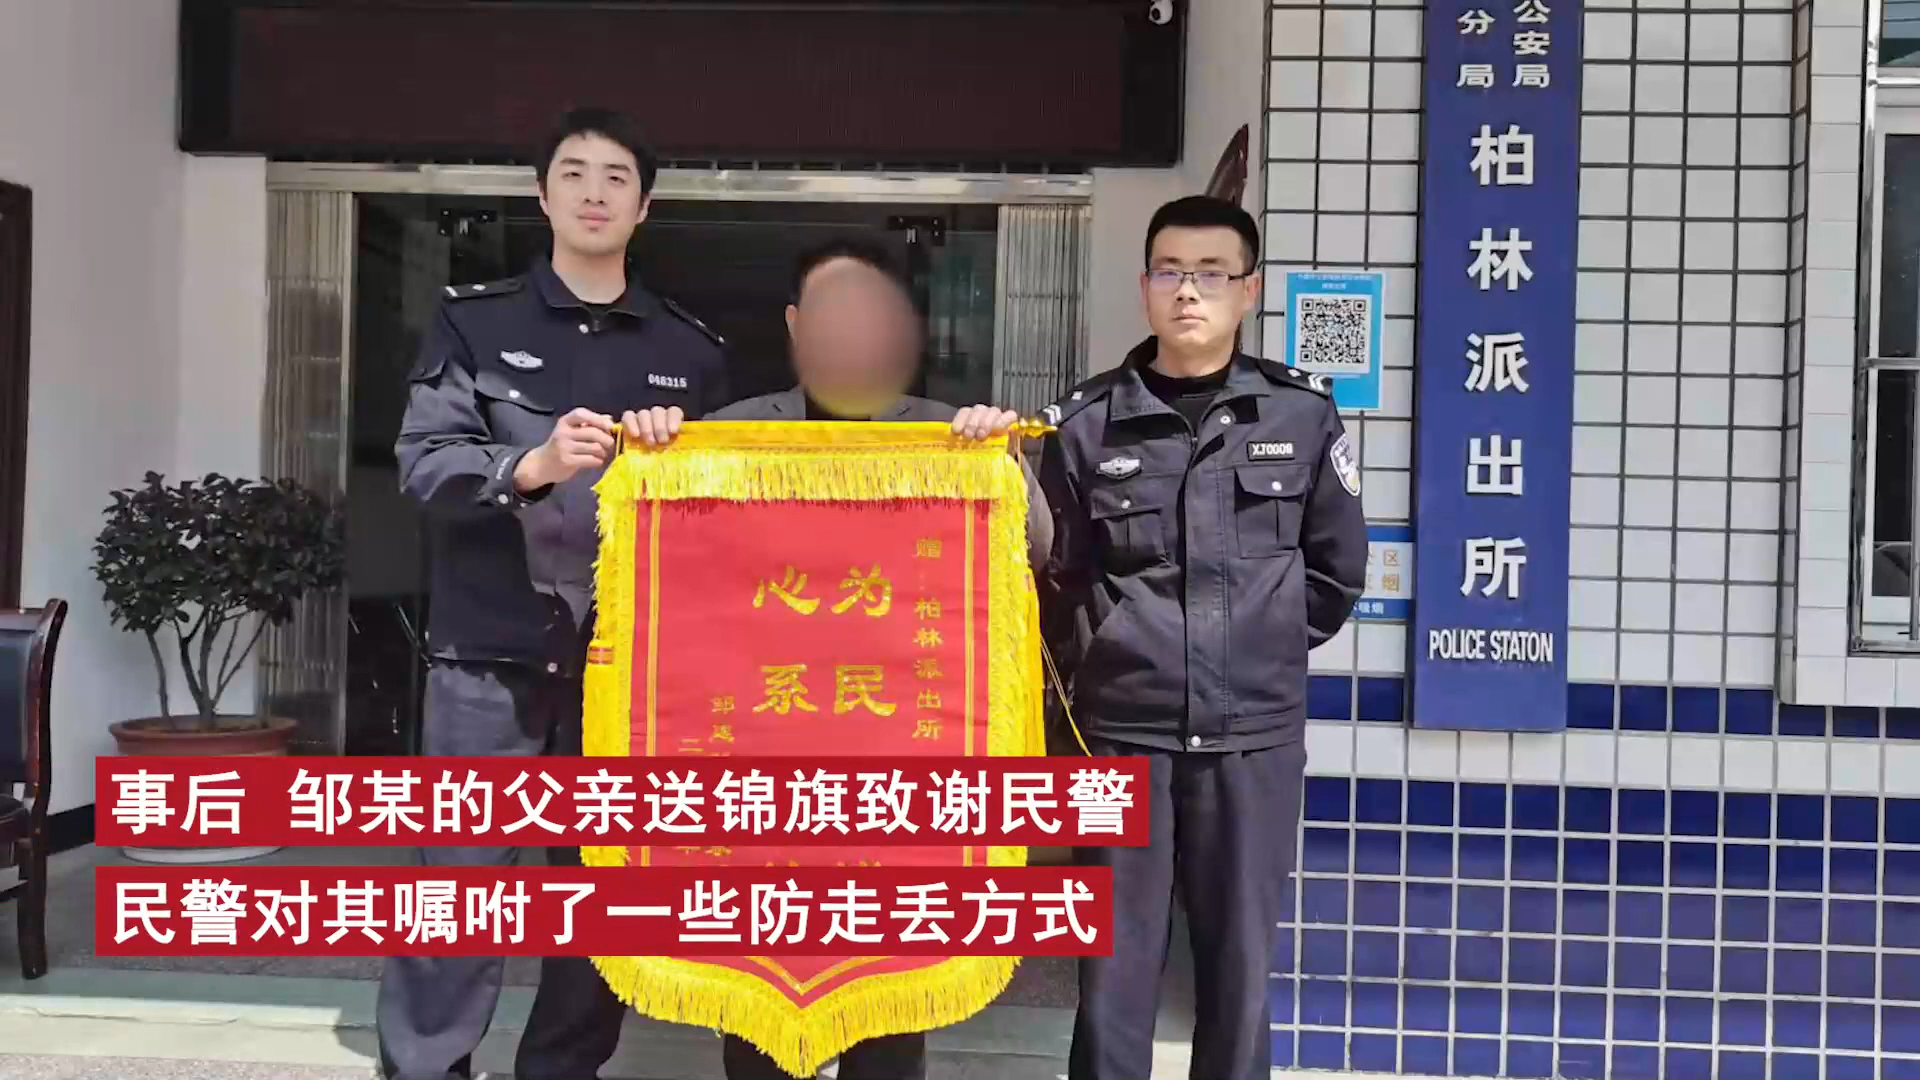 公安局
分局
柏林派出所
POLICE STATON
046315
XJ0009
赠:柏林派出所
为民
心系
事后 邹某的父亲送锦旗致谢民警
民警对其嘱咐了一些防走丢方式